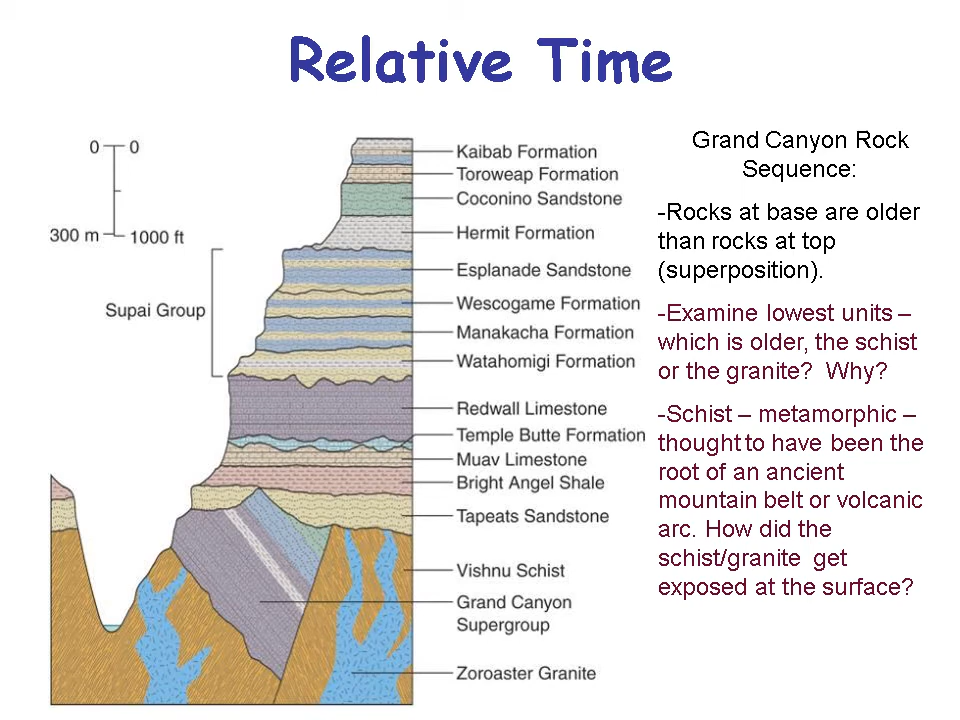 Relative Time
0 0
300 m 1000 ft
Supai Group
Kaibab Formation
Toroweap Formation
Coconino Sandstone
Hermit Formation
Esplanade Sandstone
Wescogame Formation
Manakacha Formation
Watahomigi Formation
Redwall Limestone
Temple Butte Formation
Muav Limestone
Bright Angel Shale
Tapeats Sandstone
Vishnu Schist
Grand Canyon
Supergroup
Zoroaster Granite
Grand Canyon Rock
Sequence:
-Rocks at base are older
than rocks at top
(superposition).
-Examine lowest units –
which is older, the schist
or the granite? Why?
-Schist – metamorphic –
thought to have been the
root of an ancient
mountain belt or volcanic
arc. How did the
schist/granite get
exposed at the surface?